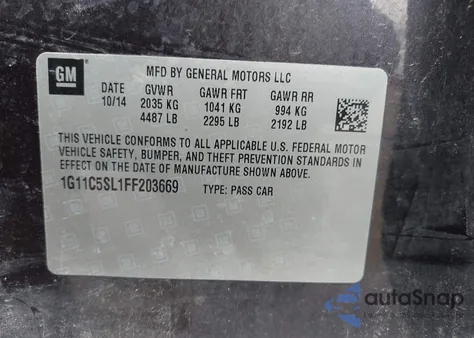 GM
MFD BY GENERAL MOTORS LLC
DATE GVWR GAWR FRT GAWR RR
10/14 2035 KG 1041 KG 994 KG
4487 LB 2295 LB 2192 LB
THIS VEHICLE CONFORMS TO ALL APPLICABLE U.S. FEDERAL MOTOR
VEHICLE SAFETY, BUMPER, AND THEFT PREVENTION STANDARDS IN
EFFECT ON THE DATE OF MANUFACTURE SHOWN ABOVE.
1G11C5SL1FF203669 TYPE: PASS CAR
autoSnap